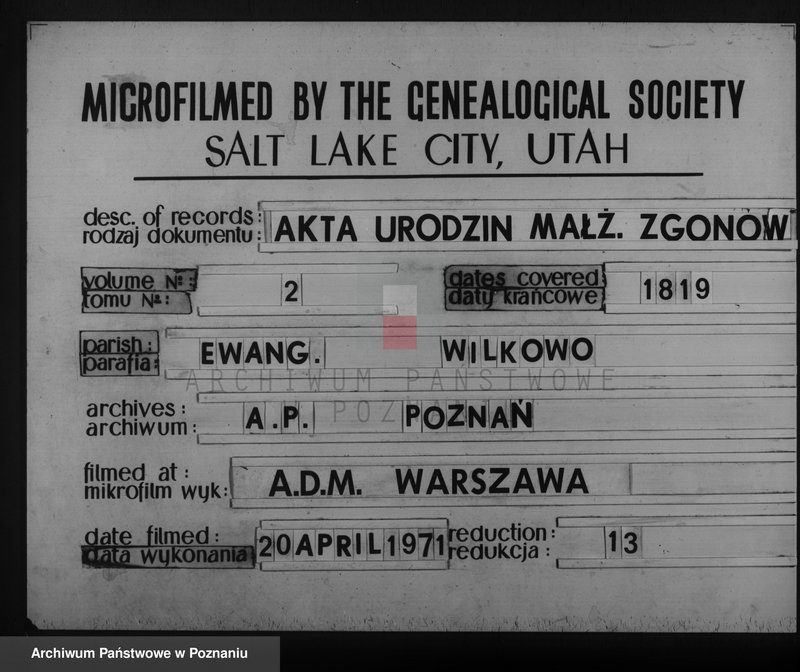 MICROFILMED BY THE GENEALOGICAL SOCIETY
SALT LAKE CITY, UTAH
desc. of records: AKTA URODZIN MAŁŻ. ZGONÓW
rodzaj dokumentu:
volume №: 2 dates covered 1819
tomu №: daty krańcowe
parish: EWANG. WILKOWO
parafia:
ARCHIWUM PAŃSTWOWE
POZNAŃ
archives: A.P. POZNAŃ
archiwum:
filmed at: A.D.M. WARSZAWA
mikrofilm wyk:
date filmed: 20 APRIL 1971 reduction: 13
data wykonania redukcja:
Archiwum Państwowe w Poznaniu